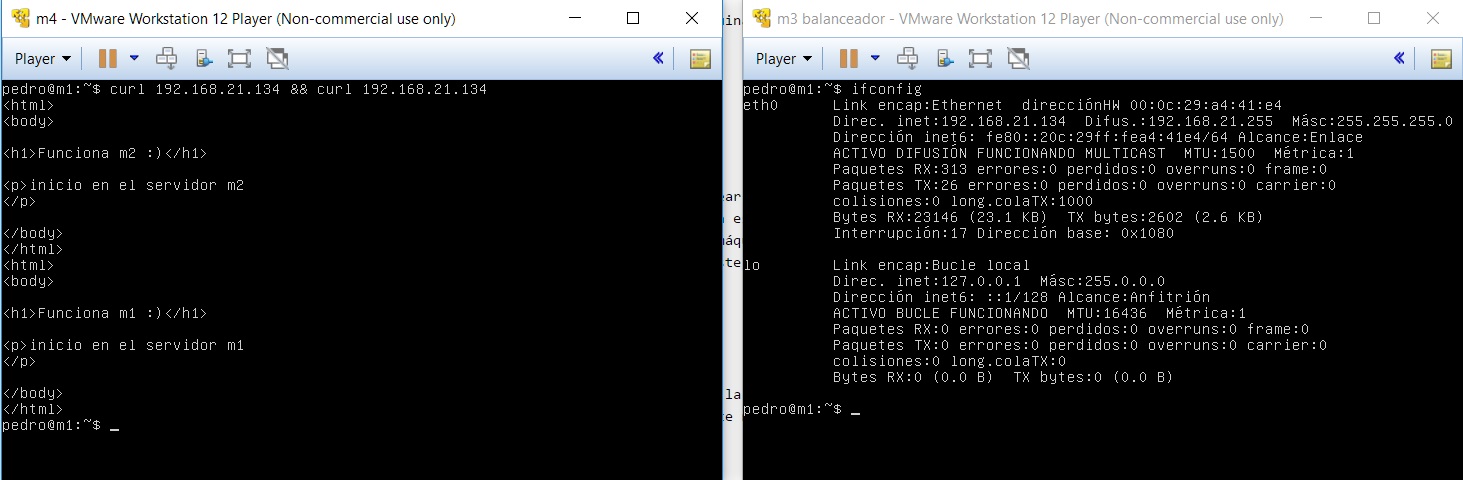 m4 - VMware Workstation 12 Player (Non-commercial use only)
Player
pedro@m1:~$ curl 192.168.21.134 && curl 192.168.21.134
<html>
<body>
<h1>Funciona m2 :)</h1>
<p>inicio en el servidor m2
</p>
</body>
</html>
<html>
<body>
<h1>Funciona m1 :)</h1>
<p>inicio en el servidor m1
</p>
</body>
</html>
pedro@m1:~$ _
m3 balanceador - VMware Workstation 12 Player (Non-commercial use only)
Player
pedro@m1:~$ ifconfig
eth0 Link encap:Ethernet direcciónHW 00:0c:29:a4:41:e4
Direc. inet:192.168.21.134 Difus.:192.168.21.255 Másc:255.255.255.0
Dirección inet6: fe80::20c:29ff:fea4:41e4/64 Alcance:Enlace
ACTIVO DIFUSIÓN FUNCIONANDO MULTICAST MTU:1500 Métrica:1
Paquetes RX:313 errores:0 perdidos:0 overruns:0 frame:0
Paquetes TX:26 errores:0 perdidos:0 overruns:0 carrier:0
colisiones:0 long.colaTX:1000
Bytes RX:23146 (23.1 KB) TX bytes:2602 (2.6 KB)
Interrupción:17 Dirección base: 0x1080
lo Link encap:Bucle local
Direc. inet:127.0.0.1 Másc:255.0.0.0
Dirección inet6: ::1/128 Alcance:Anfitrión
ACTIVO BUCLE FUNCIONANDO MTU:16436 Métrica:1
Paquetes RX:0 errores:0 perdidos:0 overruns:0 frame:0
Paquetes TX:0 errores:0 perdidos:0 overruns:0 carrier:0
colisiones:0 long.colaTX:0
Bytes RX:0 (0.0 B) TX bytes:0 (0.0 B)
pedro@m1:~$ _